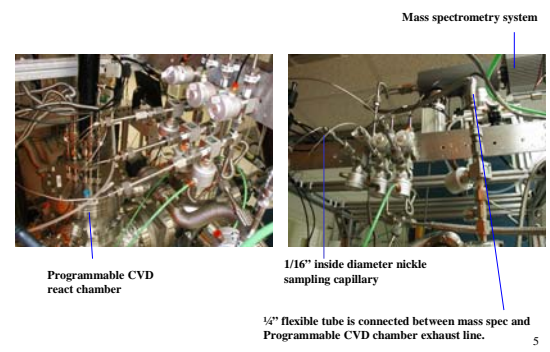 Mass spectrometry system
Programmable CVD
react chamber
1/16” inside diameter nickle
sampling capillary
¼” flexible tube is connected between mass spec and
Programmable CVD chamber exhaust line.
5